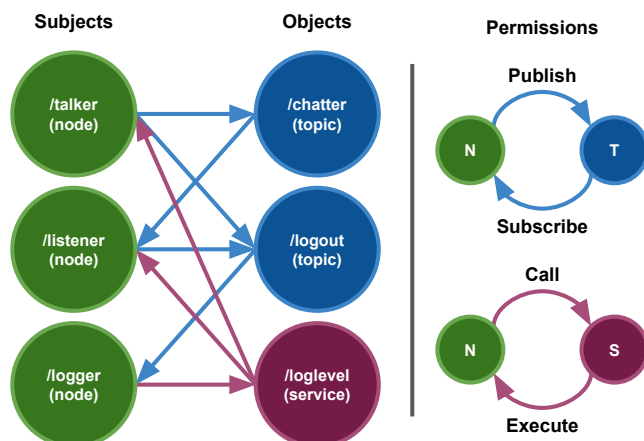 Subjects
Objects
/talker
(node)
/chatter
(topic)
/listener
(node)
/logout
(topic)
/logger
(node)
/loglevel
(service)
Permissions
Publish
N
T
Subscribe
Call
N
S
Execute